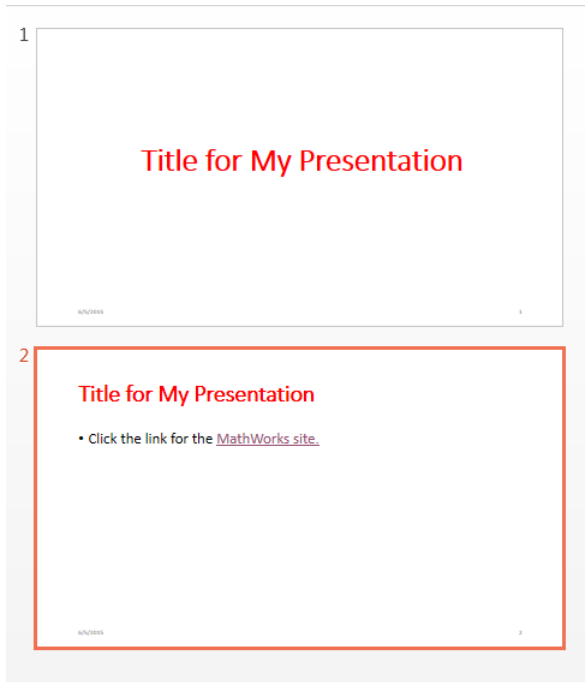 1
Title for My Presentation
6/5/2015 1
2
Title for My Presentation
• Click the link for the MathWorks site.
6/5/2015 2